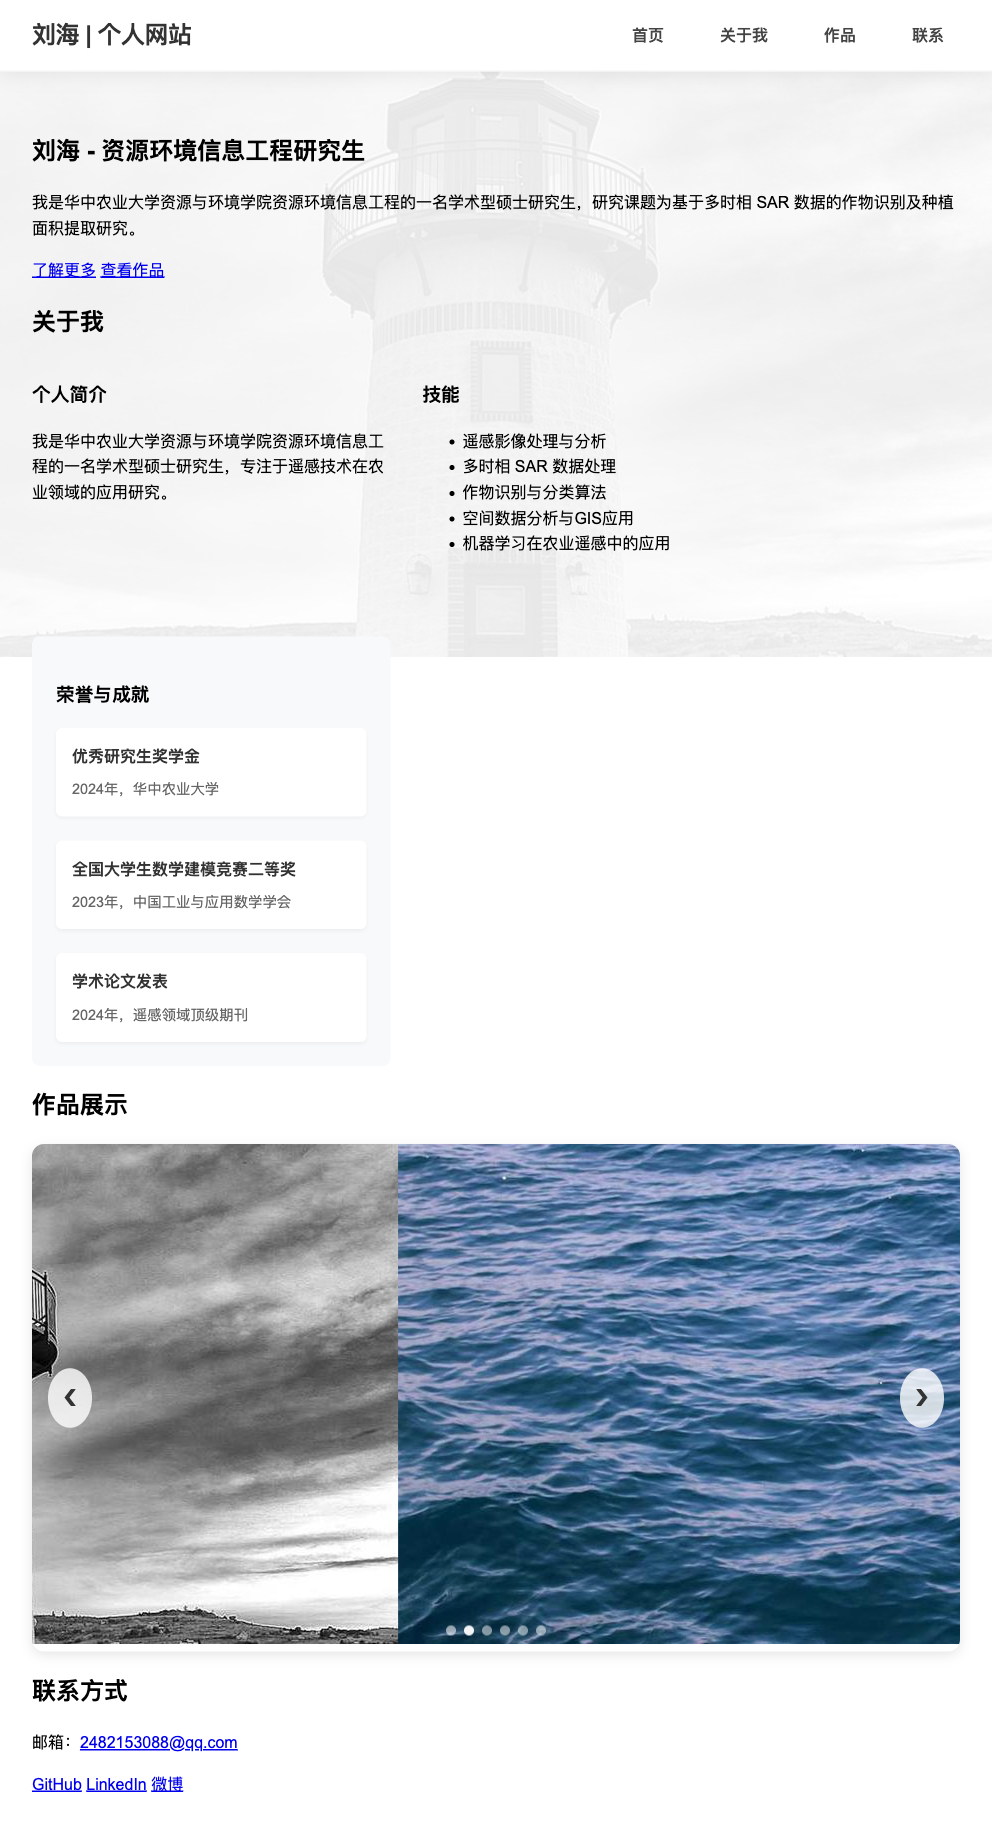 刘海 | 个人网站
首页 关于我 作品 联系
刘海 - 资源环境信息工程研究生
我是华中农业大学资源与环境学院资源环境信息工程的一名学术型硕士研究生，研究课题为基于多时相 SAR 数据的作物识别及种植
面积提取研究。
了解更多 查看作品
关于我
个人简介
我是华中农业大学资源与环境学院资源环境信息工
程的一名学术型硕士研究生，专注于遥感技术在农
业领域的应用研究。
技能
• 遥感影像处理与分析
• 多时相 SAR 数据处理
• 作物识别与分类算法
• 空间数据分析与GIS应用
• 机器学习在农业遥感中的应用
荣誉与成就
优秀研究生奖学金
2024年，华中农业大学
全国大学生数学建模竞赛二等奖
2023年，中国工业与应用数学学会
学术论文发表
2024年，遥感领域顶级期刊
作品展示
❮ ❯
联系方式
邮箱：2482153088@qq.com
GitHub LinkedIn 微博